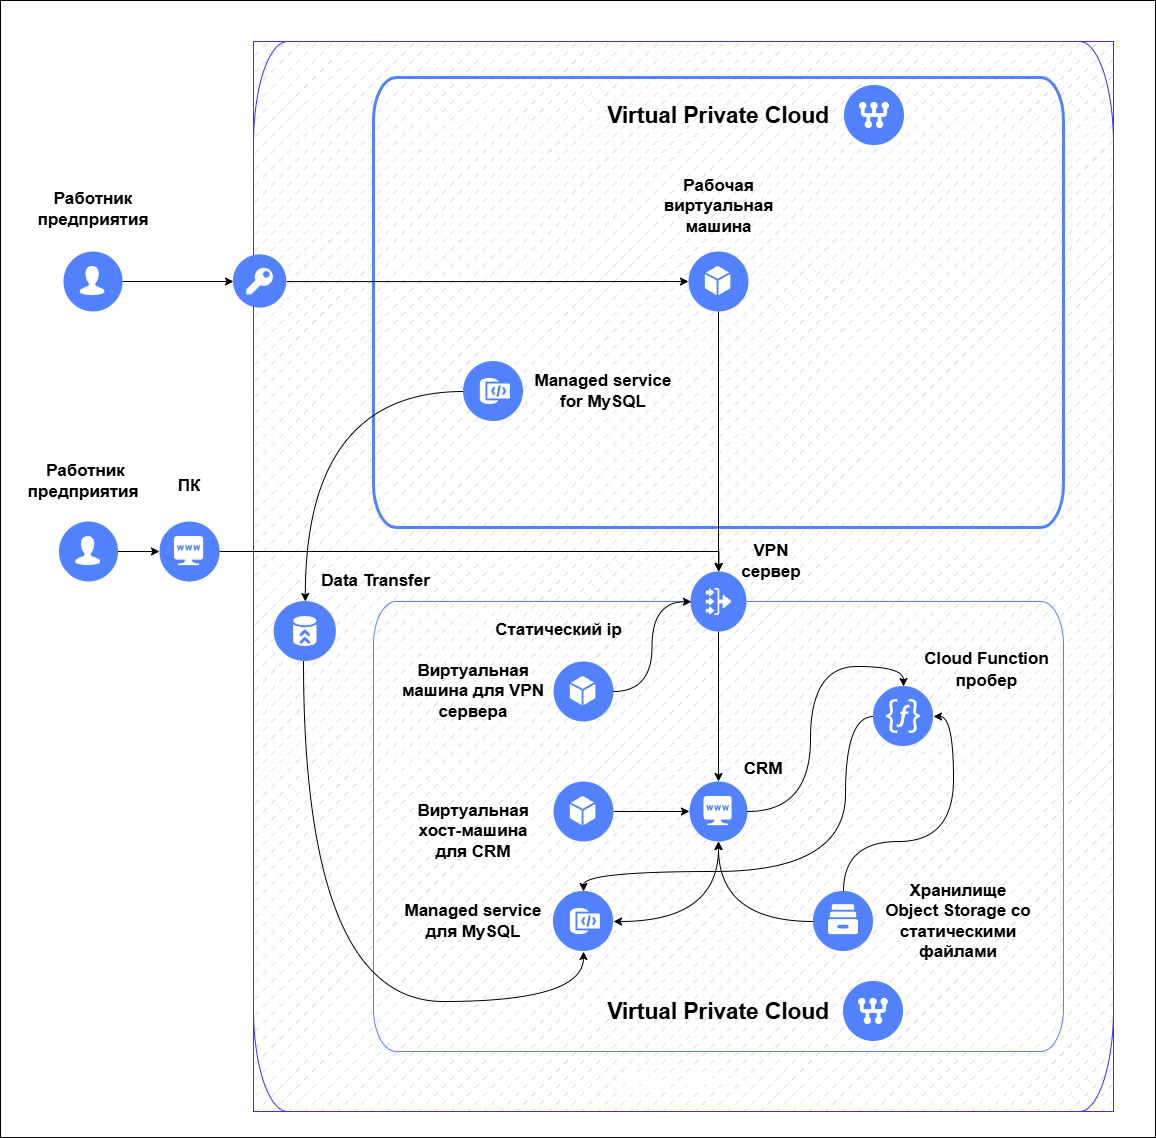 Virtual Private Cloud
Рабочая
виртуальная
машина
Работник
предприятия
Managed service
for MySQL
Работник
предприятия
ПК
www
VPN
сервер
Data Transfer
Статический ip
Виртуальная
машина для VPN
сервера
Cloud Function
пробер
{ƒ}
CRM
www
Виртуальная
хост-машина
для CRM
Managed service
для MySQL
Хранилище
Object Storage со
статическими
файлами
Virtual Private Cloud